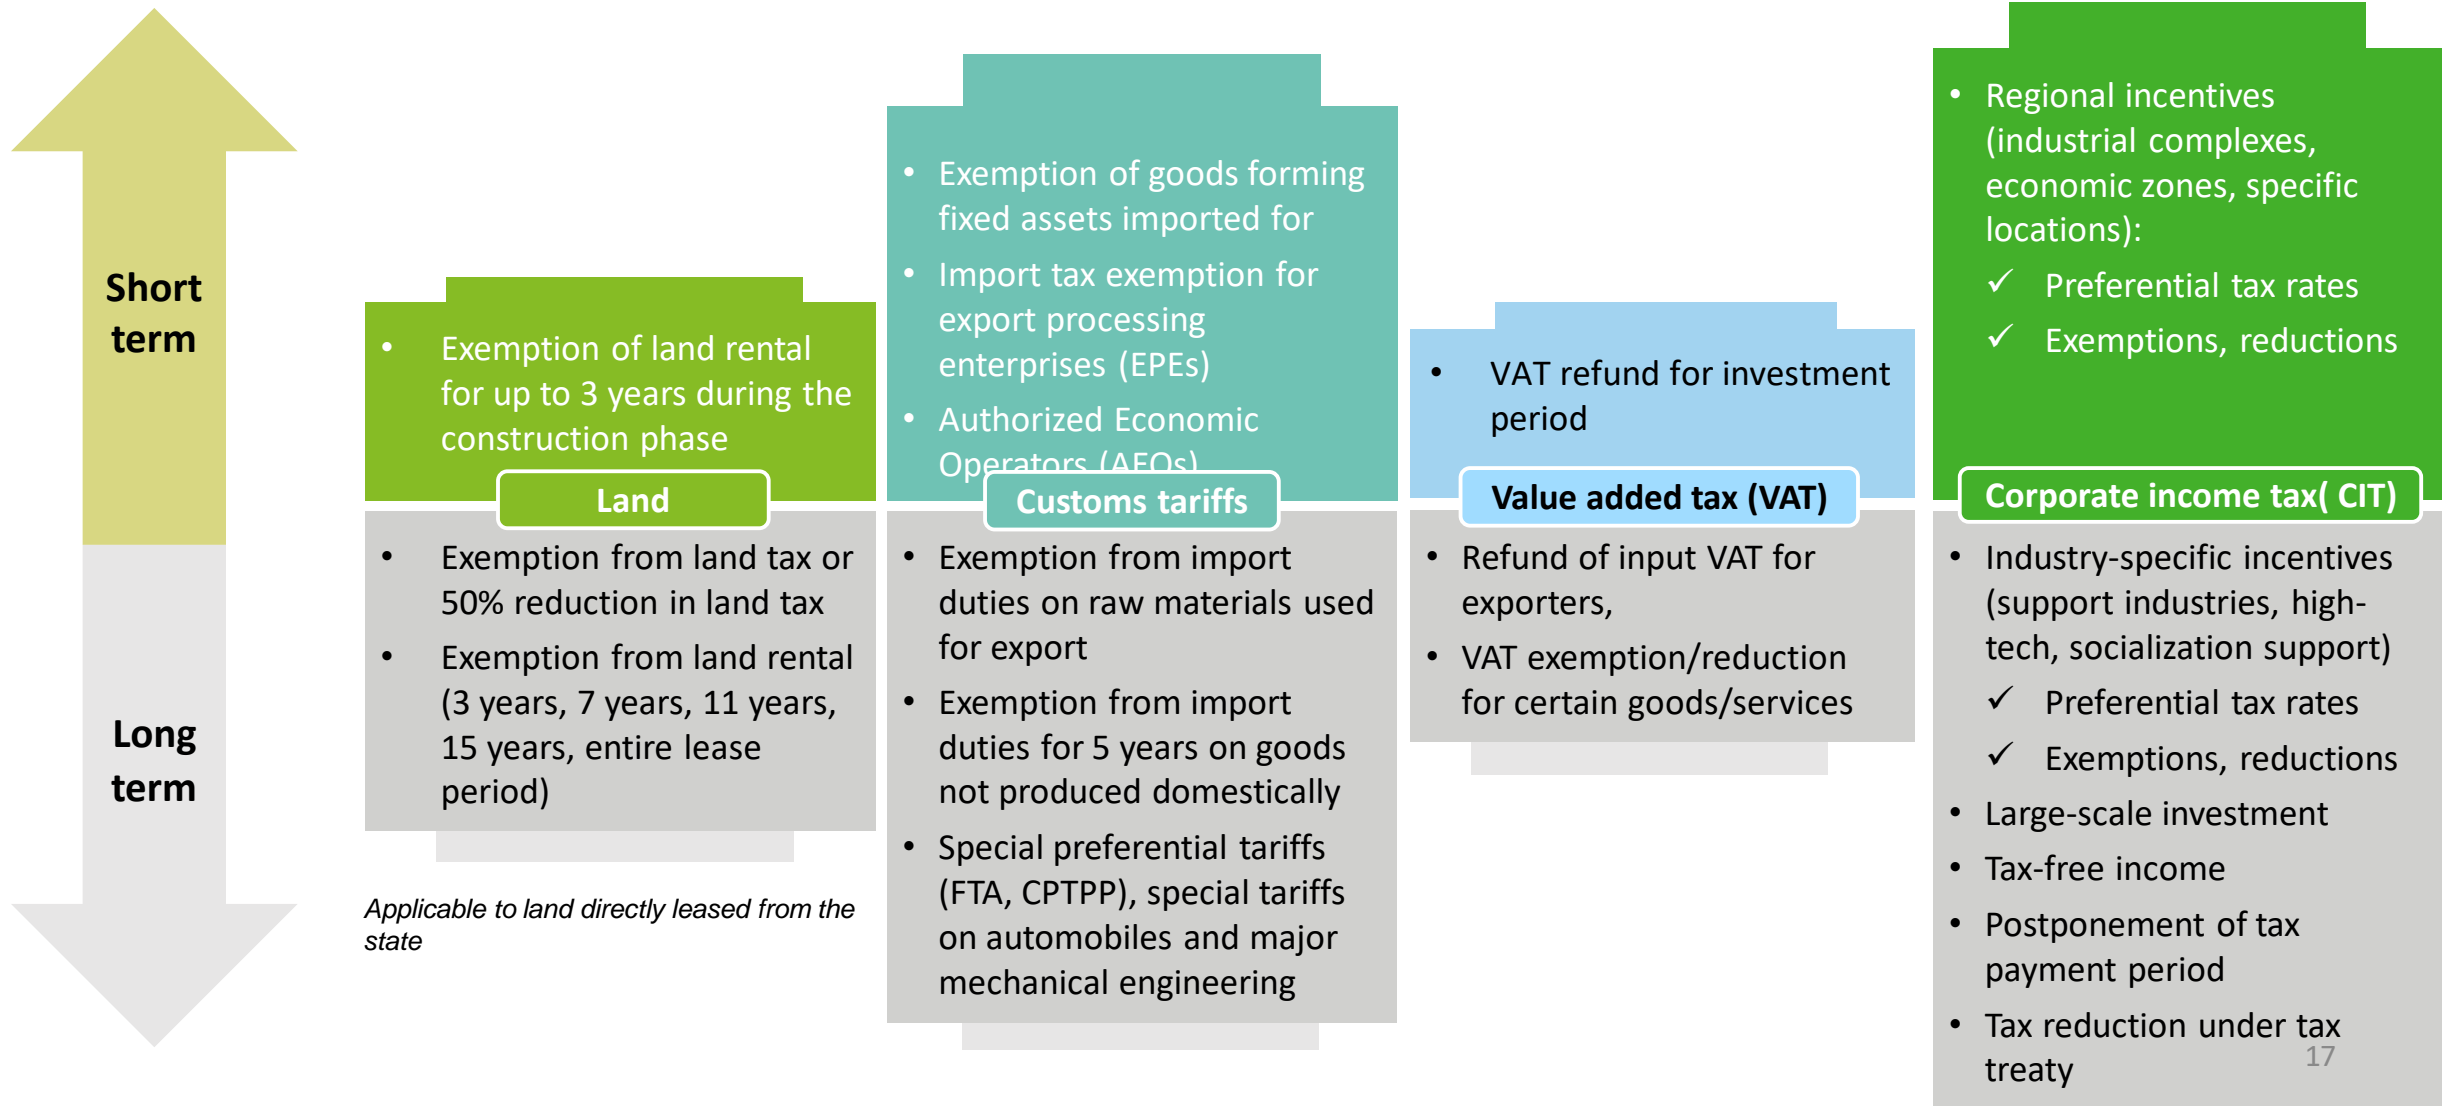 Short
term
Long
term
• Exemption of land rental
for up to 3 years during the
construction phase
Land
• Exemption from land tax or
50% reduction in land tax
• Exemption from land rental
(3 years, 7 years, 11 years,
15 years, entire lease
period)
Applicable to land directly leased from the
state
• Exemption of goods forming
fixed assets imported for
• Import tax exemption for
export processing
enterprises (EPEs)
• Authorized Economic
Operators (AEOs)
Customs tariffs
• Exemption from import
duties on raw materials used
for export
• Exemption from import
duties for 5 years on goods
not produced domestically
• Special preferential tariffs
(FTA, CPTPP), special tariffs
on automobiles and major
mechanical engineering
• VAT refund for investment
period
Value added tax (VAT)
• Refund of input VAT for
exporters,
• VAT exemption/reduction
for certain goods/services
• Regional incentives
(industrial complexes,
economic zones, specific
locations):
✓ Preferential tax rates
✓ Exemptions, reductions
Corporate income tax( CIT)
• Industry-specific incentives
(support industries, high-
tech, socialization support)
✓ Preferential tax rates
✓ Exemptions, reductions
• Large-scale investment
• Tax-free income
• Postponement of tax
payment period
• Tax reduction under tax
treaty
17